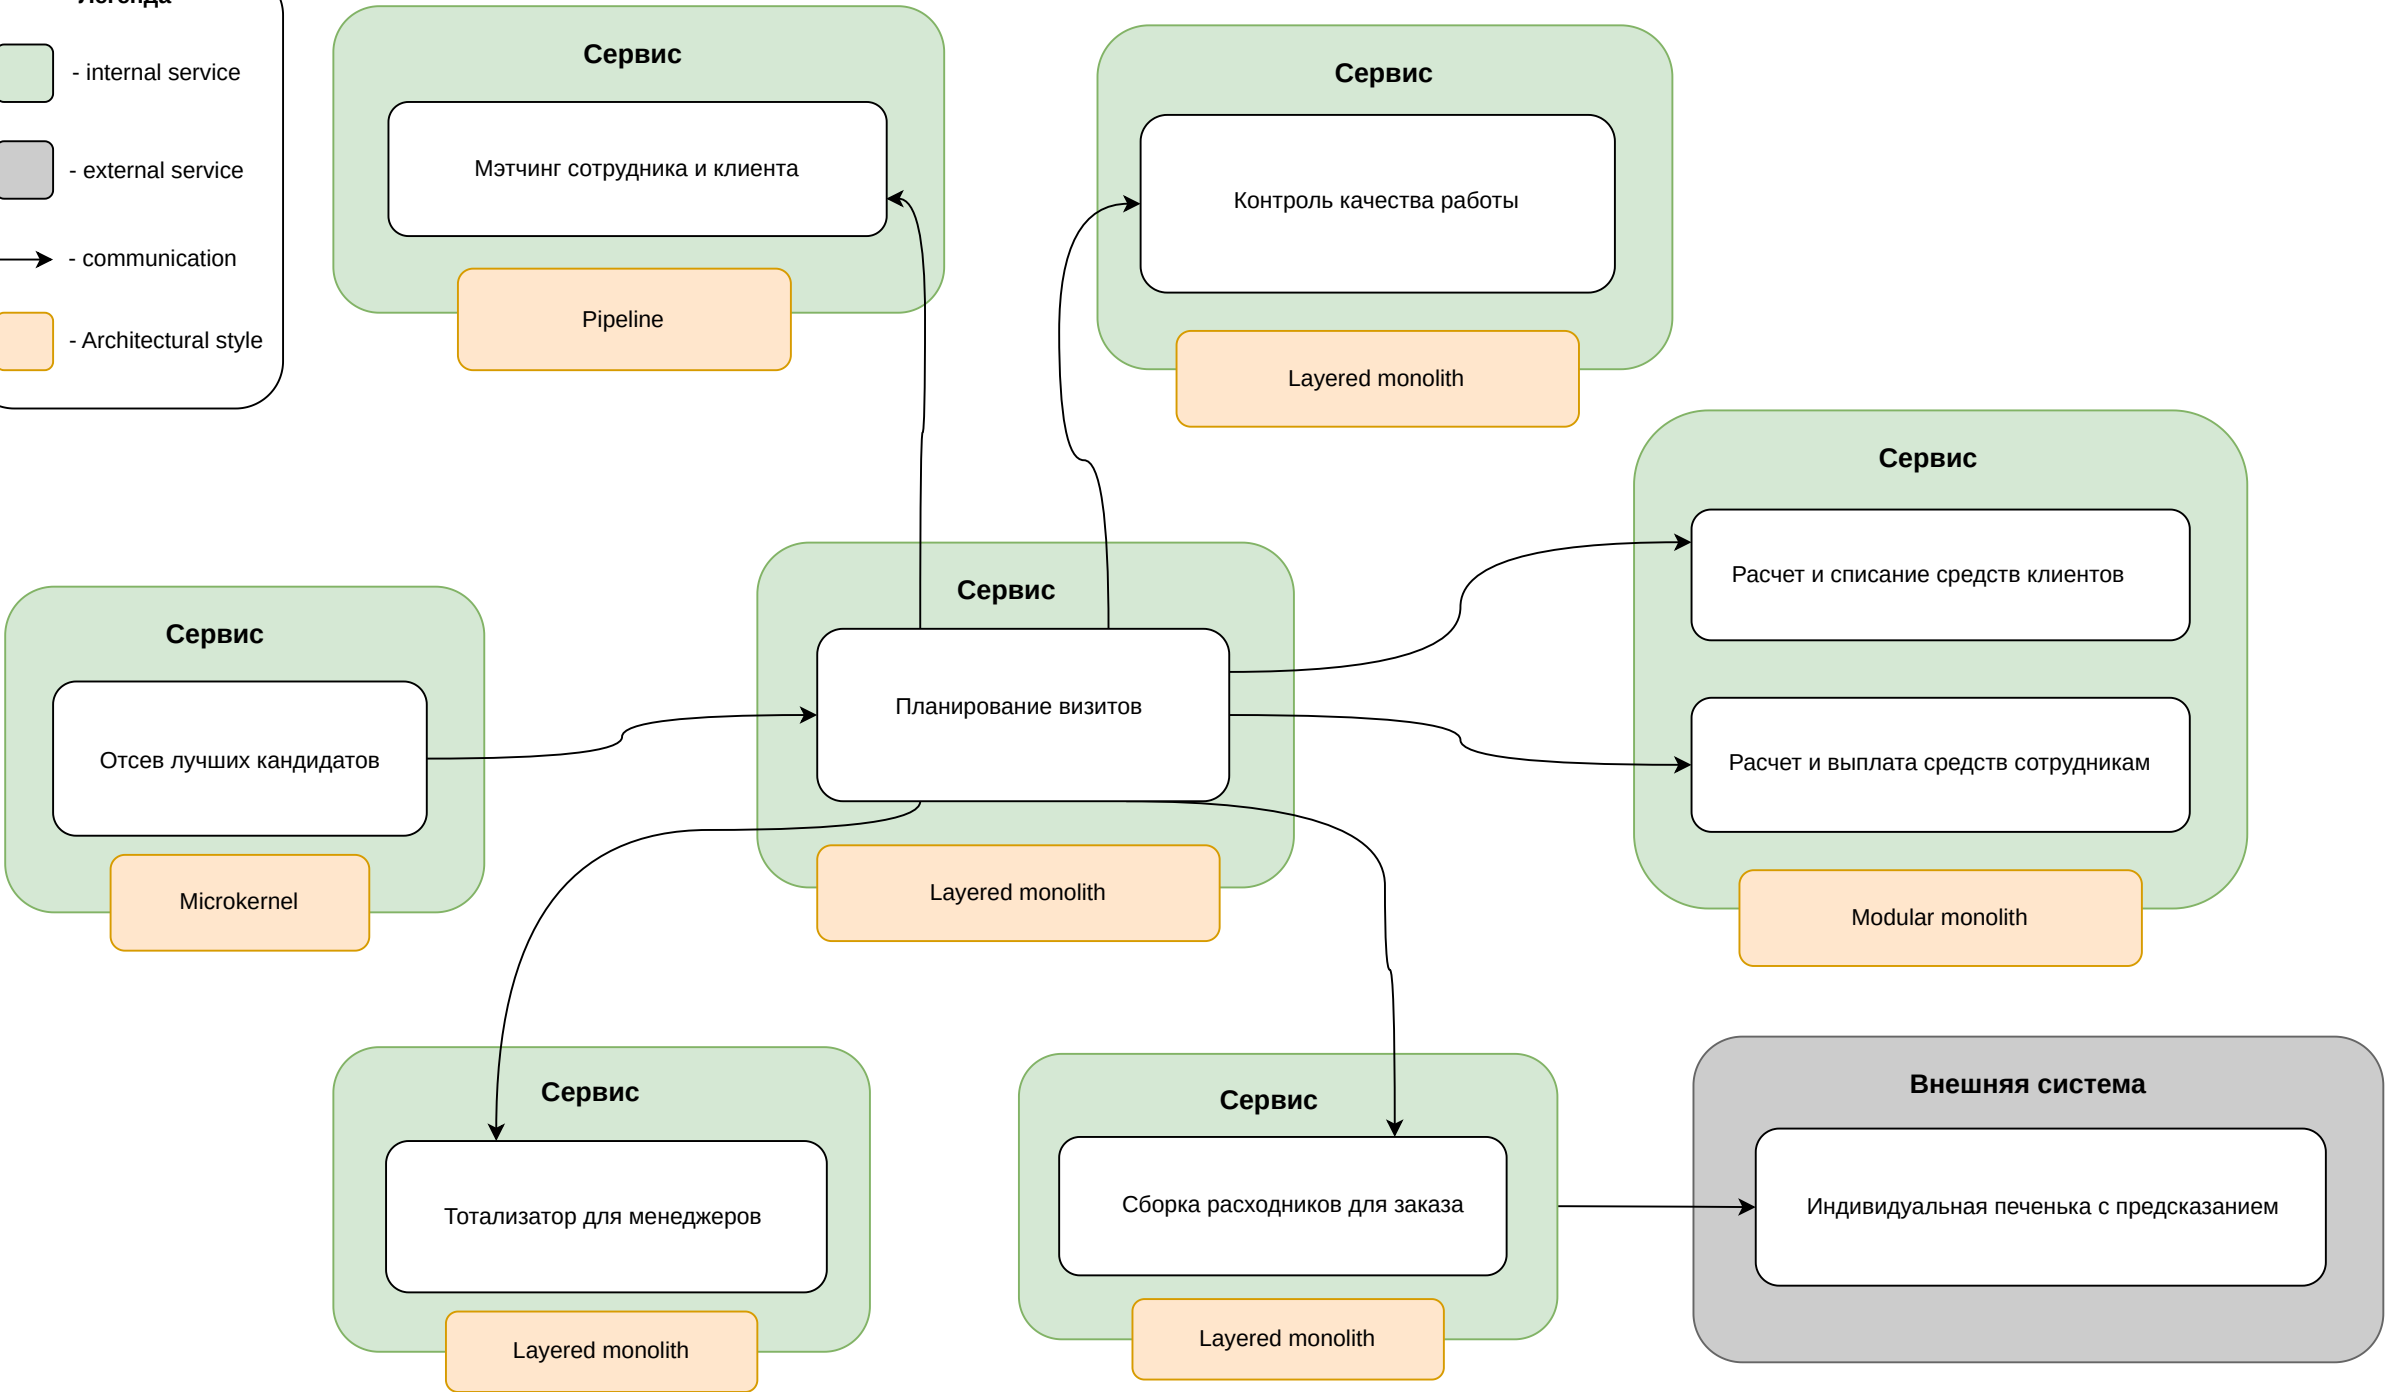 Легенда
- internal service
- external service
- communication
- Architectural style
Сервис
Мэтчинг сотрудника и клиента
Pipeline
Сервис
Контроль качества работы
Layered monolith
Сервис
Расчет и списание средств клиентов
Расчет и выплата средств сотрудникам
Modular monolith
Сервис
Планирование визитов
Layered monolith
Сервис
Отсев лучших кандидатов
Microkernel
Сервис
Тотализатор для менеджеров
Layered monolith
Сервис
Сборка расходников для заказа
Layered monolith
Внешняя система
Индивидуальная печенька с предсказанием